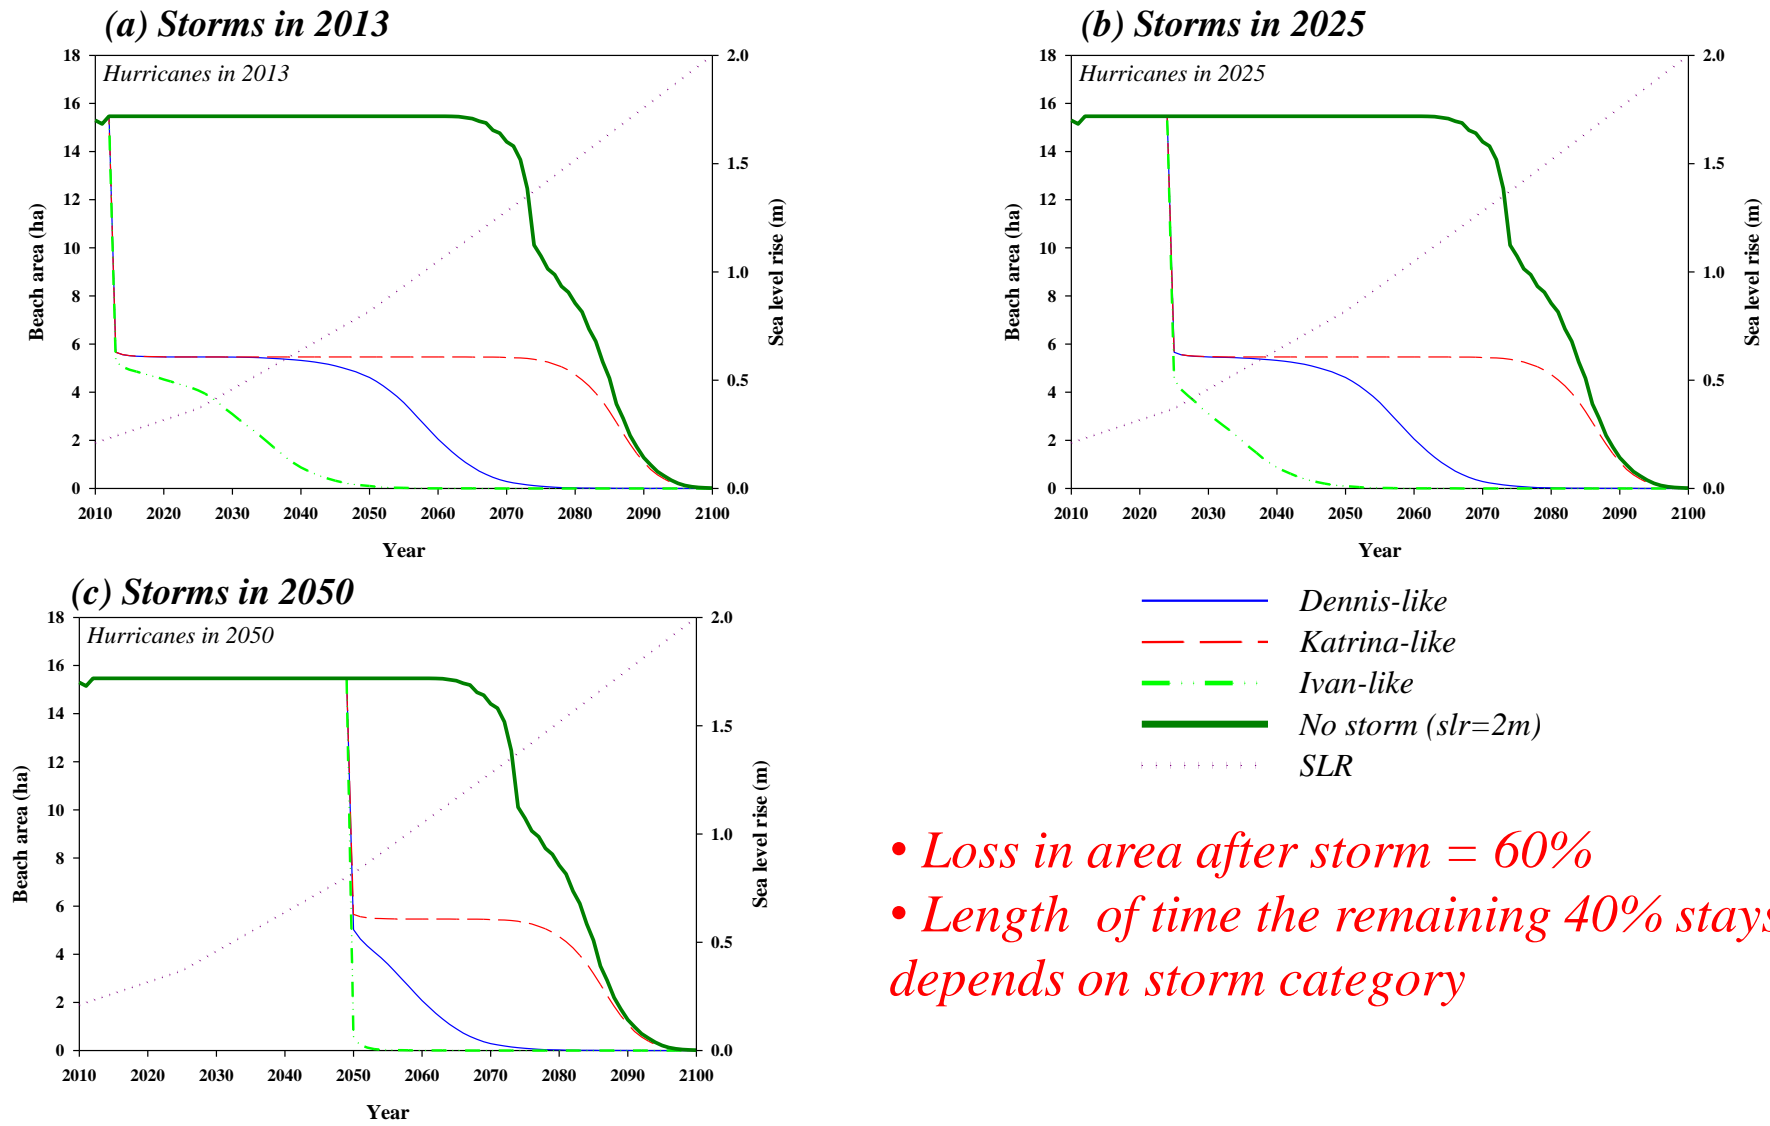 (a) Storms in 2013
Hurricanes in 2013
18
16
14
12
10
8
6
4
2
0
Beach area (ha)
2.0
1.5
1.0
0.5
0.0
Sea level rise (m)
2010 2020 2030 2040 2050 2060 2070 2080 2090 2100
Year
(b) Storms in 2025
Hurricanes in 2025
18
16
14
12
10
8
6
4
2
0
Beach area (ha)
2.0
1.5
1.0
0.5
0.0
Sea level rise (m)
2010 2020 2030 2040 2050 2060 2070 2080 2090 2100
Year
(c) Storms in 2050
Hurricanes in 2050
18
16
14
12
10
8
6
4
2
0
Beach area (ha)
2.0
1.5
1.0
0.5
0.0
Sea level rise (m)
2010 2020 2030 2040 2050 2060 2070 2080 2090 2100
Year
Dennis-like
Katrina-like
Ivan-like
No storm (slr=2m)
SLR
• Loss in area after storm = 60%
• Length of time the remaining 40% stays
depends on storm category